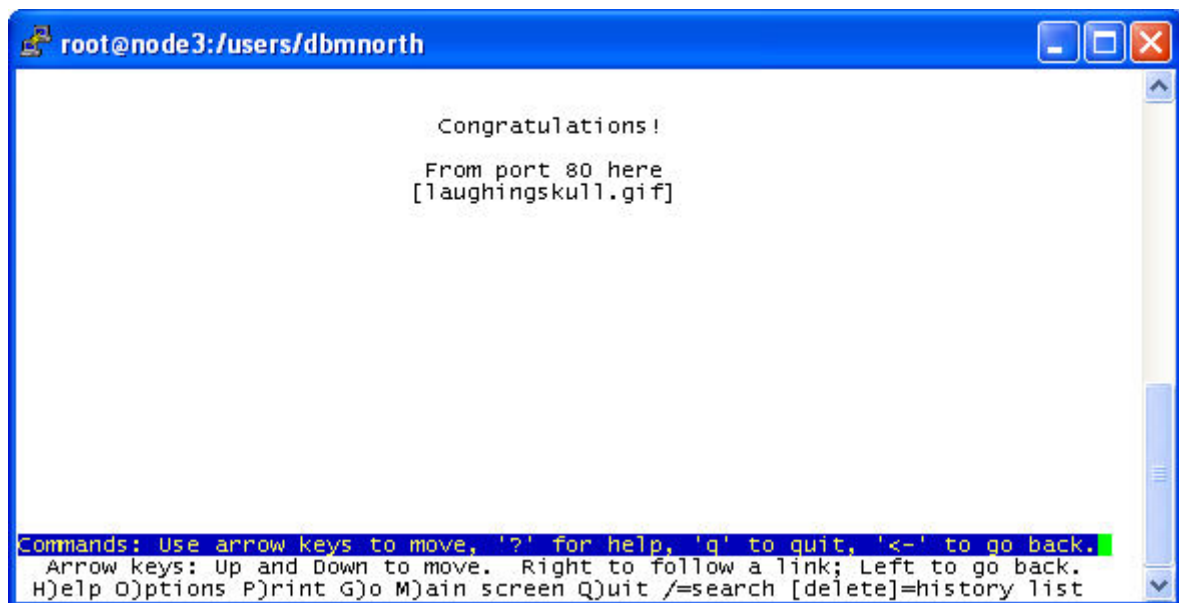 root@node3:/users/dbmnorth
Congratulations!
From port 80 here
[laughingskull.gif]
Commands: Use arrow keys to move, '?' for help, 'q' to quit, '<-' to go back.
Arrow keys: Up and Down to move. Right to follow a link; Left to go back.
H)elp O)ptions P)rint G)o M)ain screen Q)uit /=search [delete]=history list